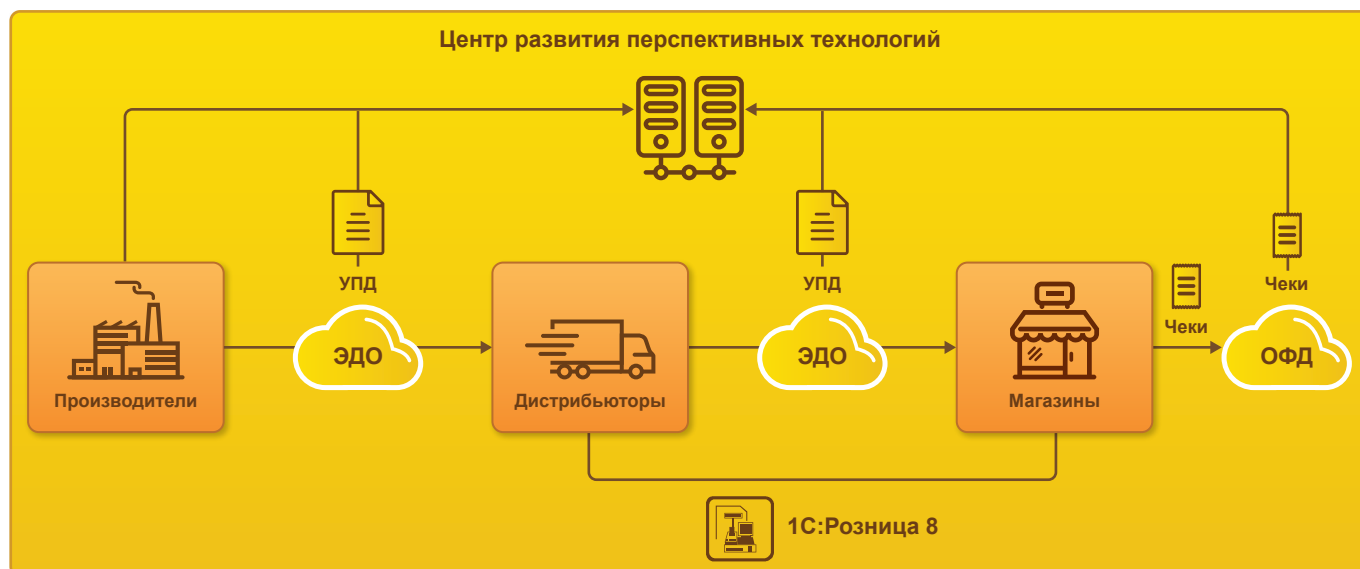 Центр развития перспективных технологий
УПД
УПД
Чеки
Чеки
ЭДО
ЭДО
ОФД
Производители
Дистрибьюторы
Магазины
1С:Розница 8